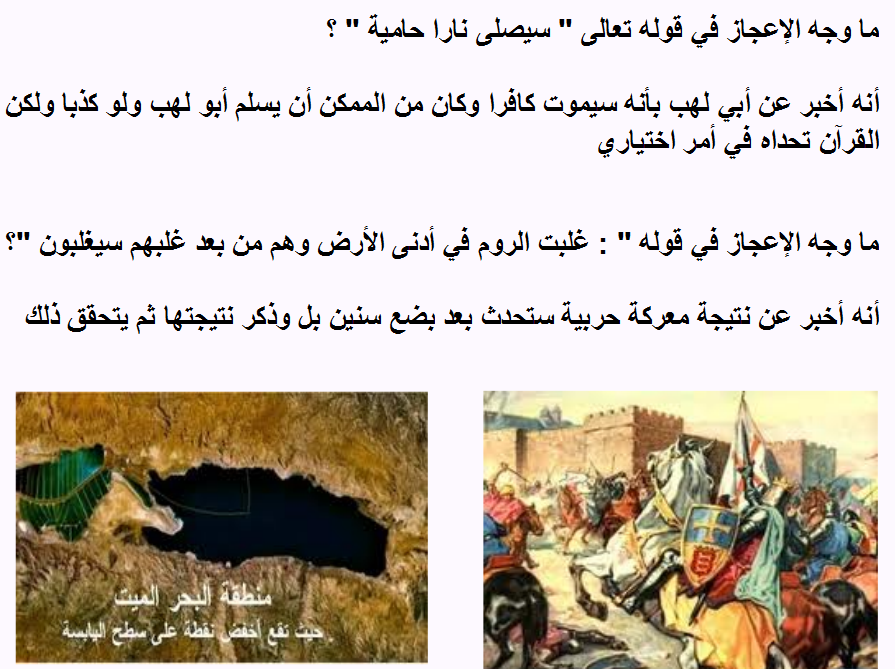 ما وجه الإعجاز في قوله تعالى " سيصلى نارا حامية " ؟
أنه أخبر عن أبي لهب بأنه سيموت كافرا وكان من الممكن أن يسلم أبو لهب ولو كذبا ولكن
القرآن تحداه في أمر اختياري
ما وجه الإعجاز في قوله " : غلبت الروم في أدنى الأرض وهم من بعد غلبهم سيغلبون "؟
أنه أخبر عن نتيجة معركة حربية ستحدث بعد بضع سنين بل وذكر نتيجتها ثم يتحقق ذلك
منطقة البحر الميت
حيث تقع أخفض نقطة على سطح اليابسة